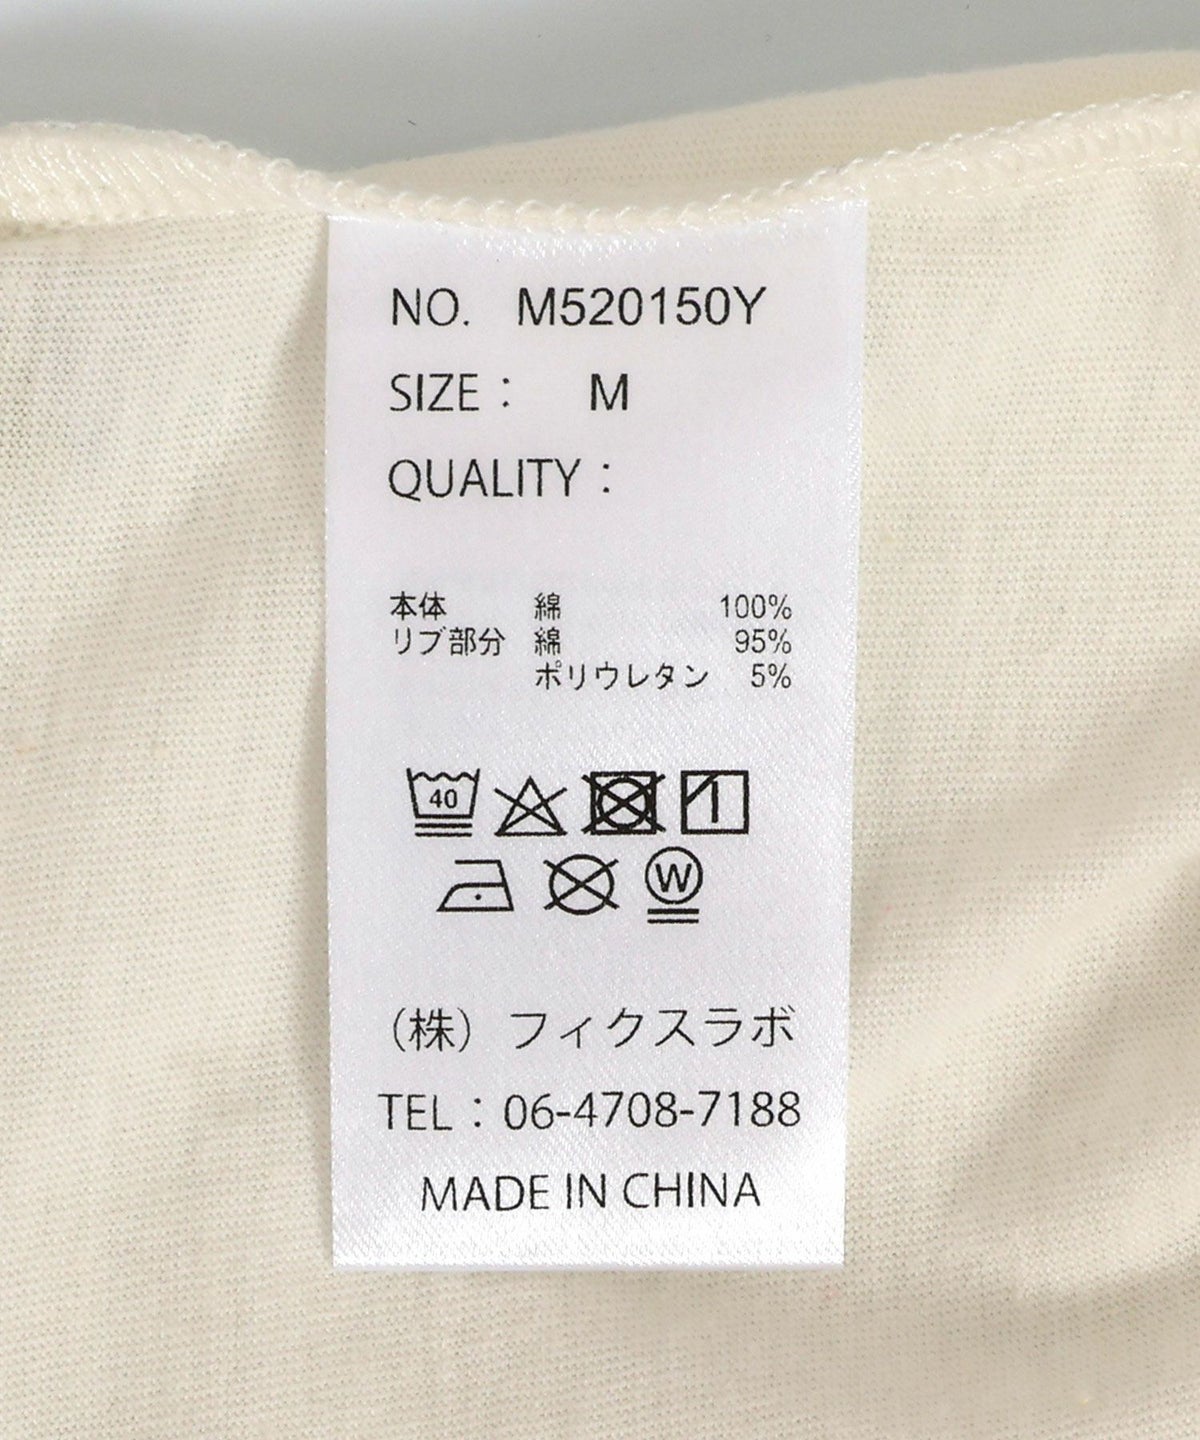 NO. M520150Y
SIZE： M
QUALITY：
本体 綿 100%
リブ部分 綿 95%
ポリウレタン 5%
40
W
（株）フィクスラボ
TEL：06-4708-7188
MADE IN CHINA